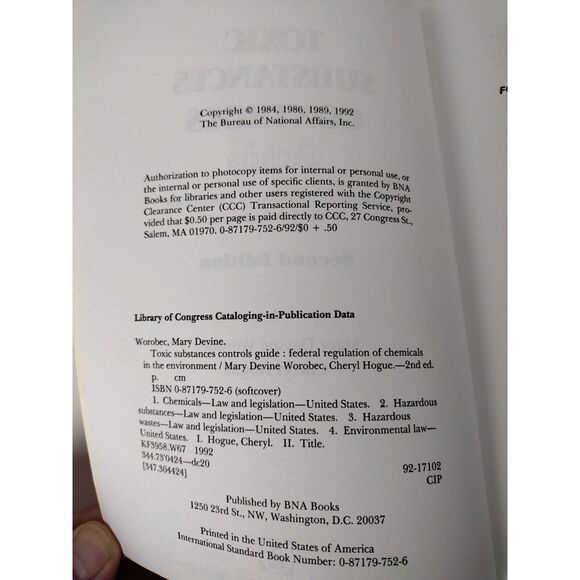 Copyright © 1984, 1986, 1989, 1992
The Bureau of National Affairs, Inc.
Authorization to photocopy items for internal or personal use, or
the internal or personal use of specific clients, is granted by BNA
Books for libraries and other users registered with the Copyright
Clearance Center (CCC) Transactional Reporting Service, pro-
vided that $0.50 per page is paid directly to CCC, 27 Congress St.,
Salem, MA 01970. 0-87179-752-6/92/$0 + .50
Second Edition
Library of Congress Cataloging-in-Publication Data
Worobec, Mary Devine.
Toxic substances controls guide : federal regulation of chemicals
in the environment / Mary Devine Worobec, Cheryl Hogue.—2nd ed.
p. cm
ISBN 0-87179-752-6 (softcover)
1. Chemicals—Law and legislation—United States. 2. Hazardous
substances—Law and legislation—United States. 3. Hazardous
wastes—Law and legislation—United States. 4. Environmental law—
United States. I. Hogue, Cheryl. II. Title.
KF3958.W67 1992
344.73'0424—dc20
[347.304424] 92-17102
CIP
Published by BNA Books
1250 23rd St., NW, Washington, D.C. 20037
Printed in the United States of America
International Standard Book Number: 0-87179-752-6